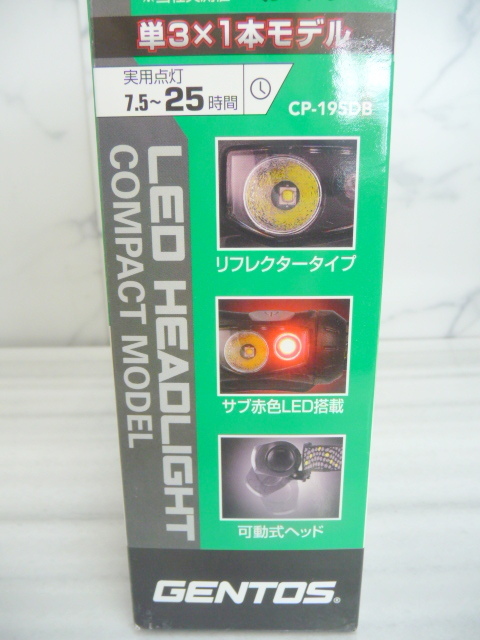 単3×1本モデル
実用点灯
7.5～25時間
CP-195DB
LED HEADLIGHT
COMPACT MODEL
リフレクタータイプ
サブ赤色LED搭載
可動式ヘッド
GENTOS®